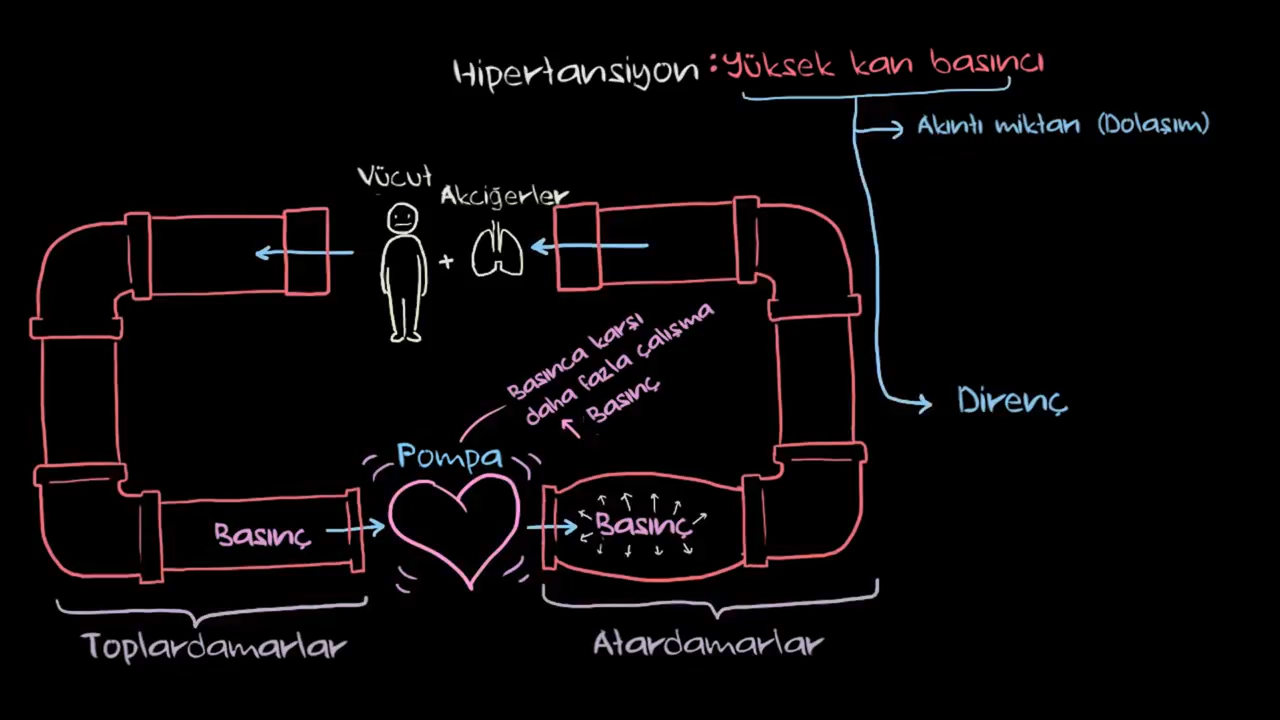 Hipertansiyon : Yüksek kan basıncı
Akıntı miktarı (Dolaşım)
Vücut
Akciğerler
+
Basınca karşı
daha fazla çalışma
↑ Basınç
Direnç
Pompa
Basınç
Basınç
Toplardamarlar
Atardamarlar